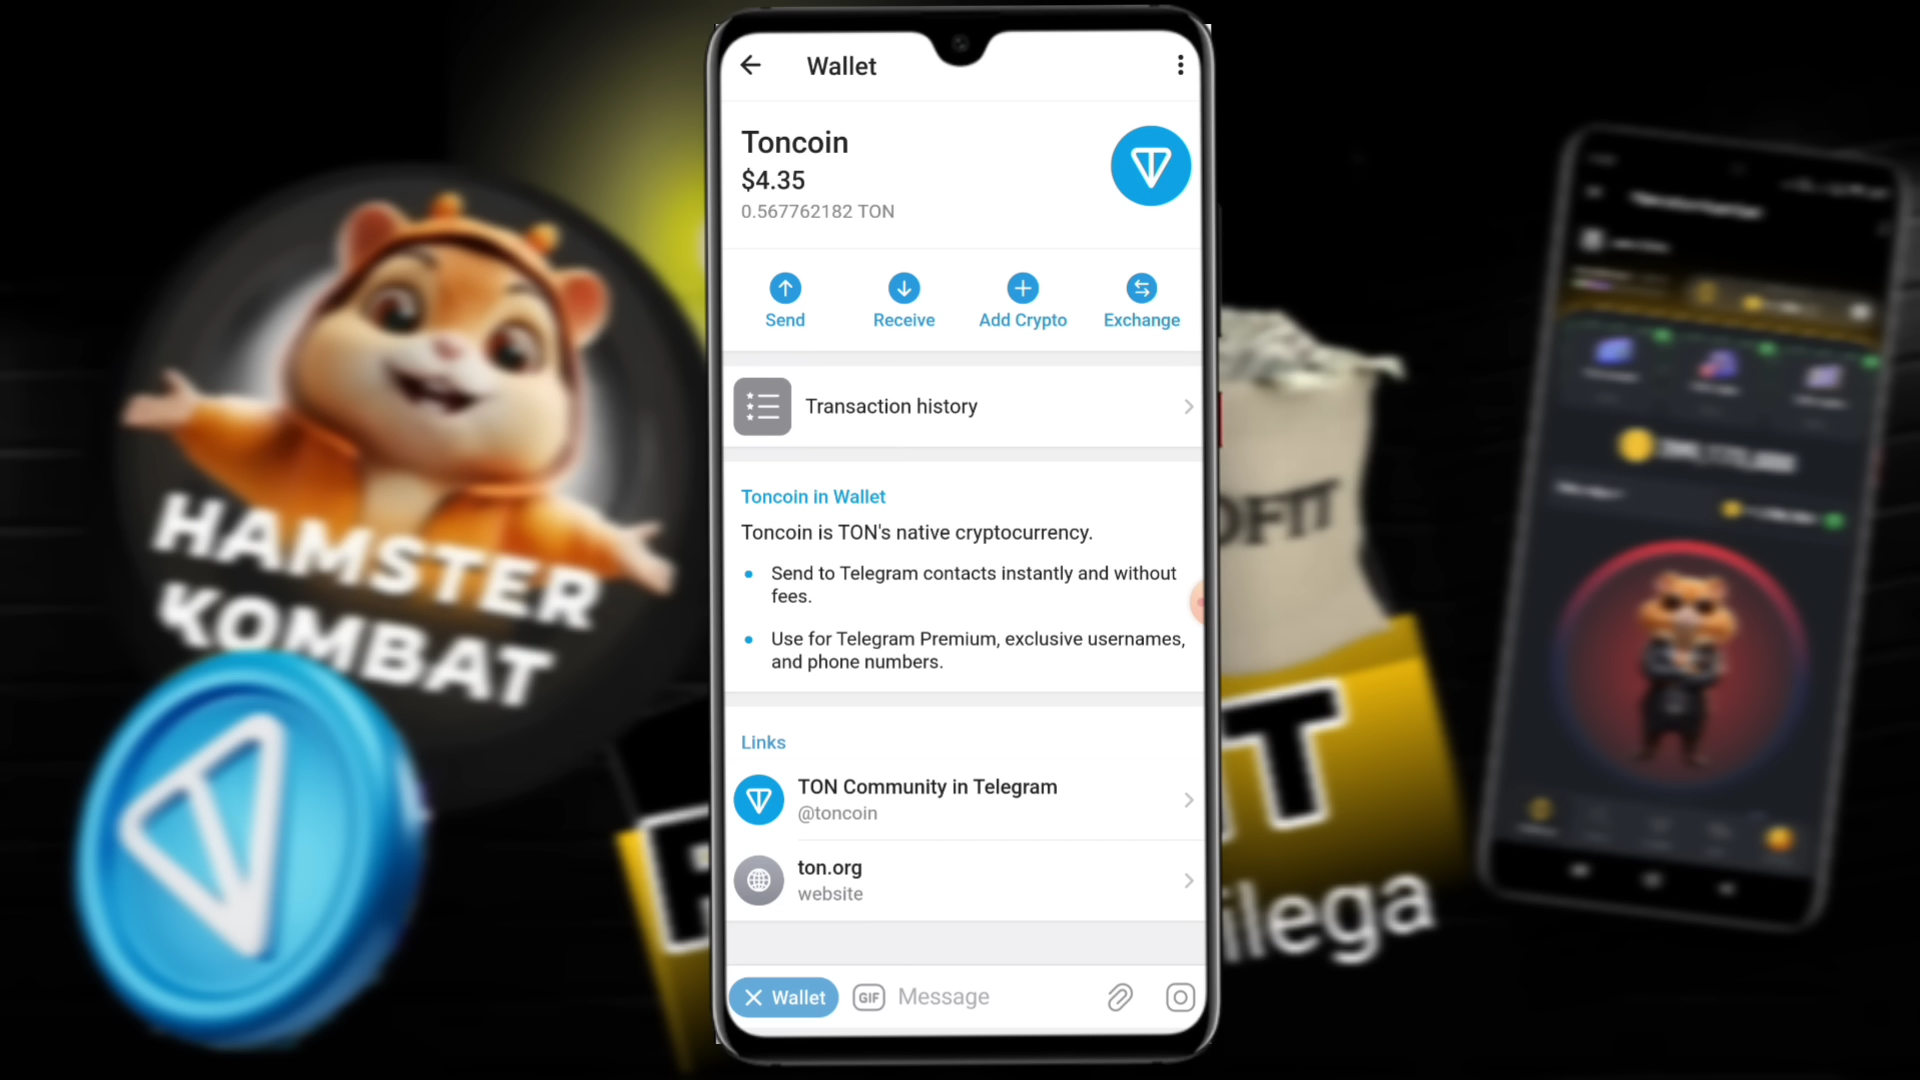 Wallet
Toncoin
$4.35
0.567762182 TON
Send
Receive
Add Crypto
Exchange
Transaction history
Toncoin in Wallet
Toncoin is TON's native cryptocurrency.
Send to Telegram contacts instantly and without
fees.
Use for Telegram Premium, exclusive usernames,
and phone numbers.
Links
TON Community in Telegram
@toncoin
ton.org
website
Wallet
GIF
Message
HAMSTER
KOMBAT
OFIT
T
ilega